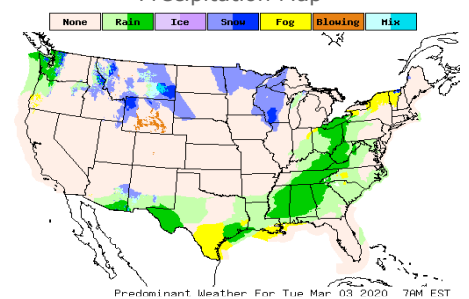 Precipitation Map
None Rain Ice Snow Fog Blowing Mix
Predominant Weather For Tue Mar 03 2020 7AM EST